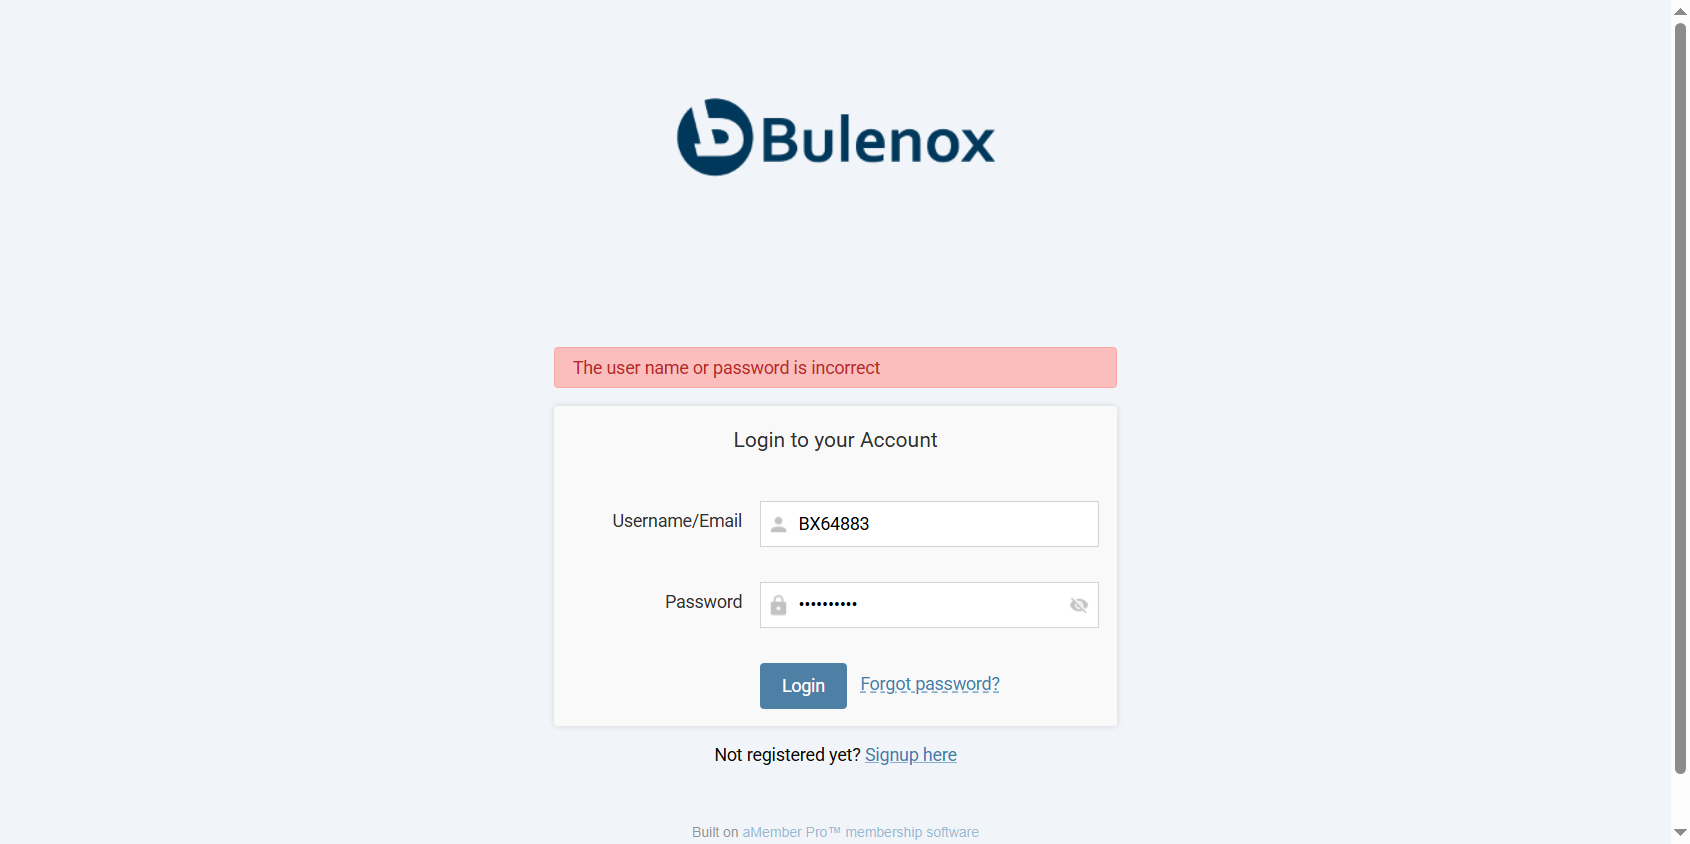 Bulenox
The user name or password is incorrect
Login to your Account
Username/Email
BX64883
Password
••••••••••
Login
Forgot password?
Not registered yet? Signup here
Built on aMember Pro™ membership software